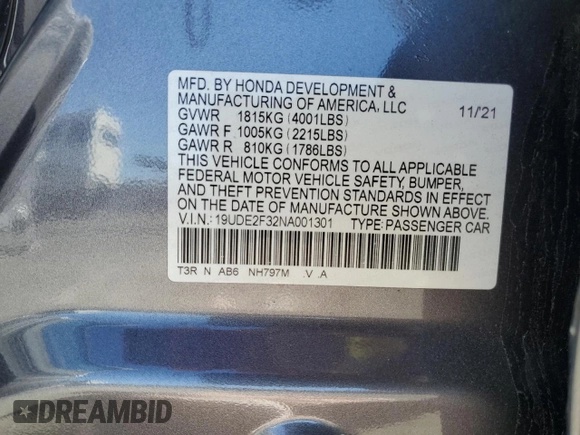 MFD. BY HONDA DEVELOPMENT &
MANUFACTURING OF AMERICA, LLC 11/21
GVWR 1815KG (4001LBS)
GAWR F 1005KG (2215LBS)
GAWR R 810KG (1786LBS)
THIS VEHICLE CONFORMS TO ALL APPLICABLE
FEDERAL MOTOR VEHICLE SAFETY, BUMPER,
AND THEFT PREVENTION STANDARDS IN EFFECT
ON THE DATE OF MANUFACTURE SHOWN ABOVE.
V.I.N.: 19UDE2F32NA001301 TYPE: PASSENGER CAR
T3R N AB6 NH797M .V .A
DREAMBID